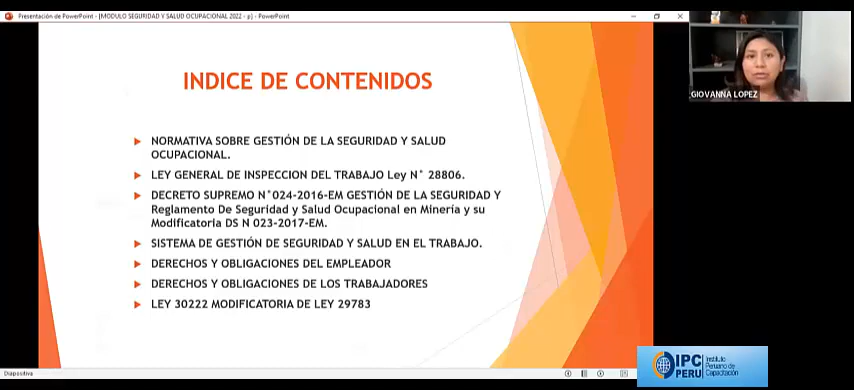 Presentación de PowerPoint - [MODULO SEGURIDAD Y SALUD OCUPACIONAL 2022 - p] - PowerPoint
GIOVANNA LOPEZ
INDICE DE CONTENIDOS
NORMATIVA SOBRE GESTIÓN DE LA SEGURIDAD Y SALUD
OCUPACIONAL.
LEY GENERAL DE INSPECCION DEL TRABAJO Ley N° 28806.
DECRETO SUPREMO N°024-2016-EM GESTIÓN DE LA SEGURIDAD Y
Reglamento De Seguridad y Salud Ocupacional en Minería y su
Modificatoria DS N 023-2017-EM.
SISTEMA DE GESTIÓN DE SEGURIDAD Y SALUD EN EL TRABAJO.
DERECHOS Y OBLIGACIONES DEL EMPLEADOR
DERECHOS Y OBLIGACIONES DE LOS TRABAJADORES
LEY 30222 MODIFICATORIA DE LEY 29783
IPC
PERU
Instituto
Peruano de
Capacitación
Diapositiva